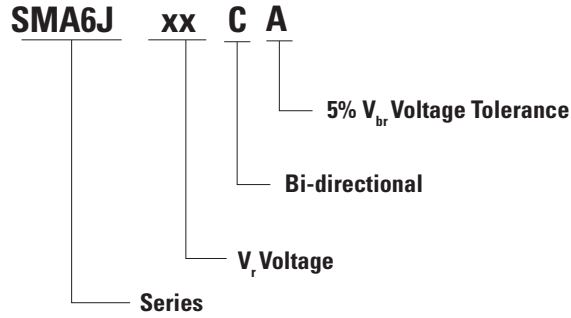 SMA6J xx C A
5% Vbr Voltage Tolerance
Bi-directional
Vr Voltage
Series